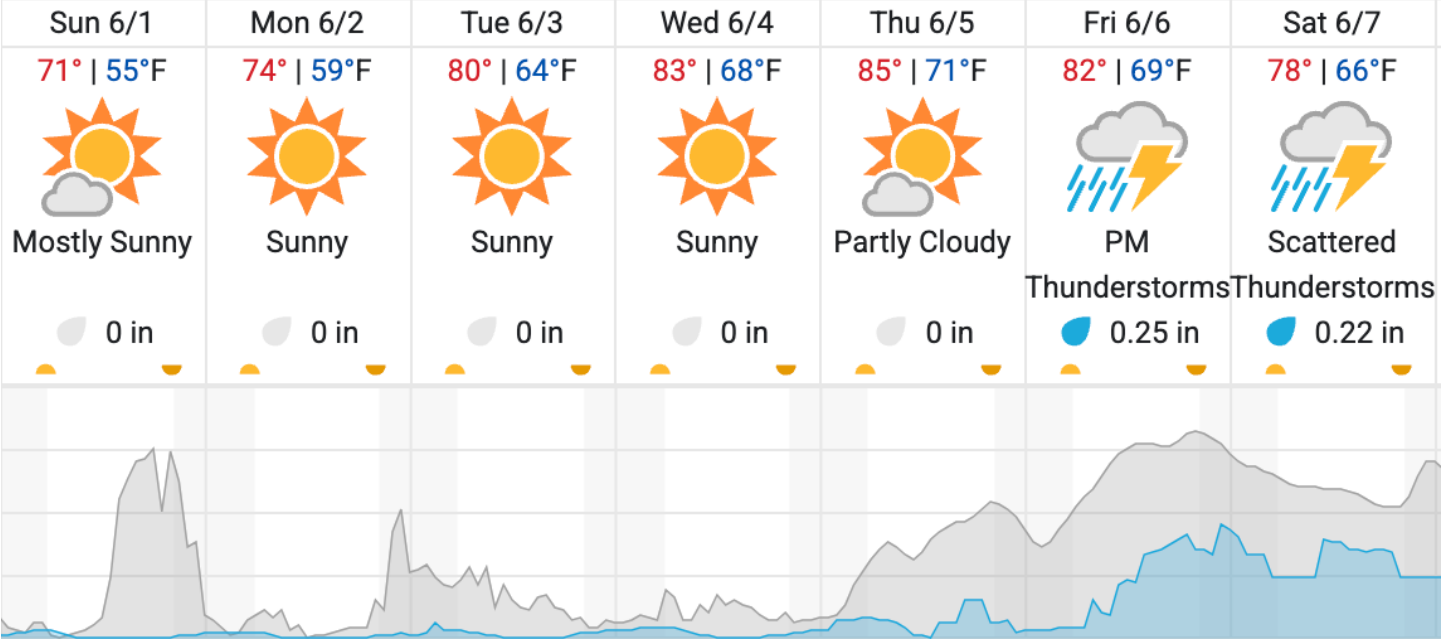 Sun 6/1 Mon 6/2 Tue 6/3 Wed 6/4 Thu 6/5 Fri 6/6 Sat 6/7
71° | 55°F 74° | 59°F 80° | 64°F 83° | 68°F 85° | 71°F 82° | 69°F 78° | 66°F
Mostly Sunny Sunny Sunny Sunny Partly Cloudy PM Scattered
Thunderstorms Thunderstorms
0 in 0 in 0 in 0 in 0 in 0.25 in 0.22 in